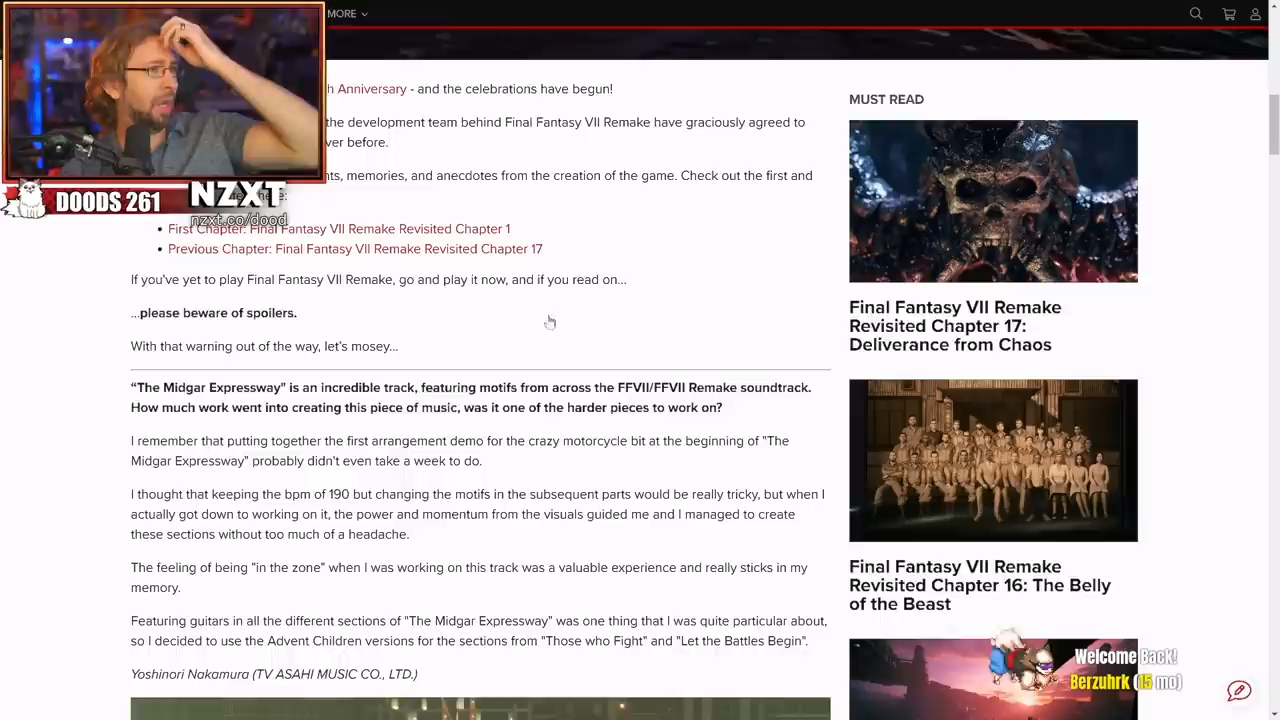 MORE
h Anniversary - and the celebrations have begun!
the development team behind Final Fantasy VII Remake have graciously agreed to
ver before.
nts, memories, and anecdotes from the creation of the game. Check out the first and
DOODS 261
NZXT
nzxt.co/dood
First Chapter: Final Fantasy VII Remake Revisited Chapter 1
Previous Chapter: Final Fantasy VII Remake Revisited Chapter 17
If you've yet to play Final Fantasy VII Remake, go and play it now, and if you read on...
...please beware of spoilers.
With that warning out of the way, let's mosey...
“The Midgar Expressway" is an incredible track, featuring motifs from across the FFVII/FFVII Remake soundtrack.
How much work went into creating this piece of music, was it one of the harder pieces to work on?
I remember that putting together the first arrangement demo for the crazy motorcycle bit at the beginning of "The
Midgar Expressway" probably didn't even take a week to do.
I thought that keeping the bpm of 190 but changing the motifs in the subsequent parts would be really tricky, but when I
actually got down to working on it, the power and momentum from the visuals guided me and I managed to create
these sections without too much of a headache.
The feeling of being "in the zone" when I was working on this track was a valuable experience and really sticks in my
memory.
Featuring guitars in all the different sections of "The Midgar Expressway" was one thing that I was quite particular about,
so I decided to use the Advent Children versions for the sections from "Those who Fight" and "Let the Battles Begin".
Yoshinori Nakamura (TV ASAHI MUSIC CO., LTD.)
MUST READ
Final Fantasy VII Remake
Revisited Chapter 17:
Deliverance from Chaos
Final Fantasy VII Remake
Revisited Chapter 16: The Belly
of the Beast
Welcome Back!
Berzuhrk (15 mo)